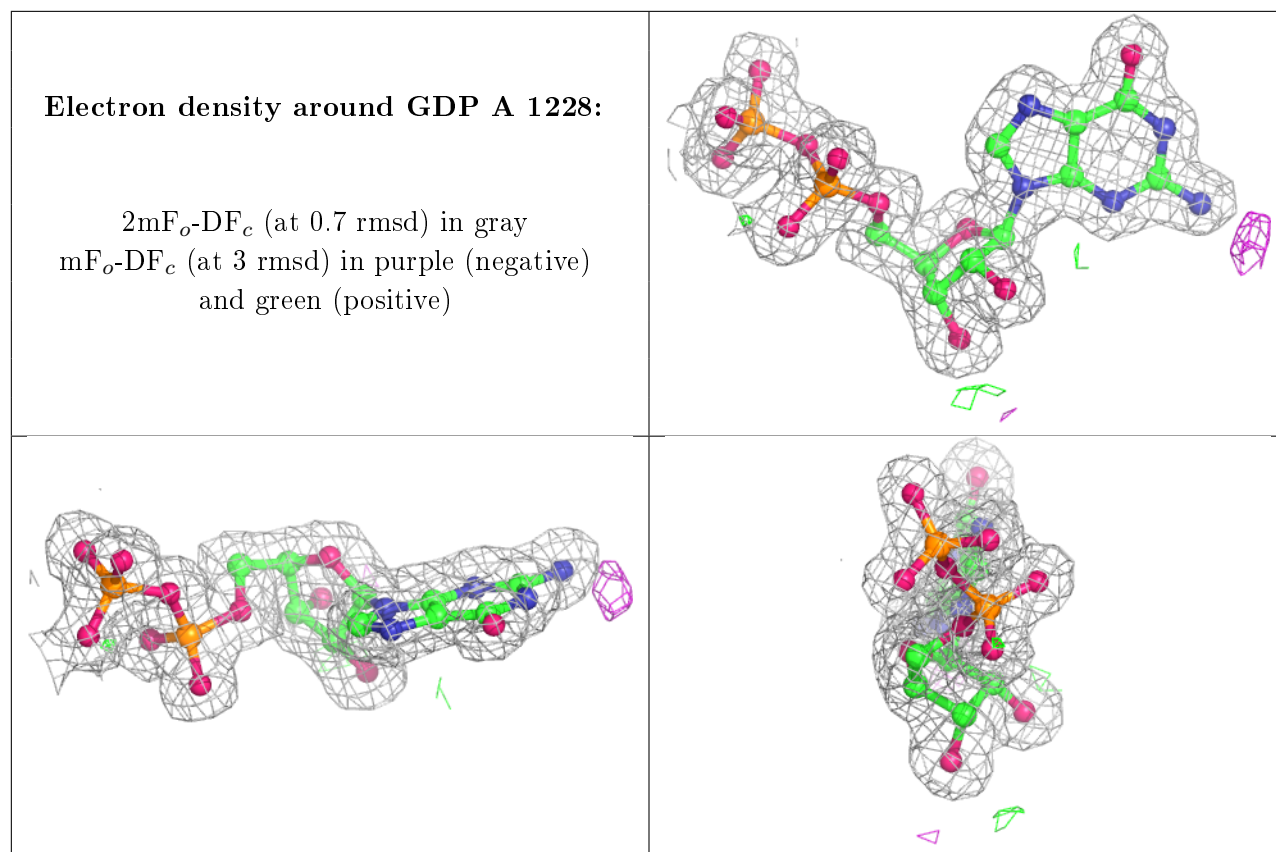 Electron density around GDP A 1228:
2mFₒ-DF𝒸 (at 0.7 rmsd) in gray
mFₒ-DF𝒸 (at 3 rmsd) in purple (negative)
and green (positive)